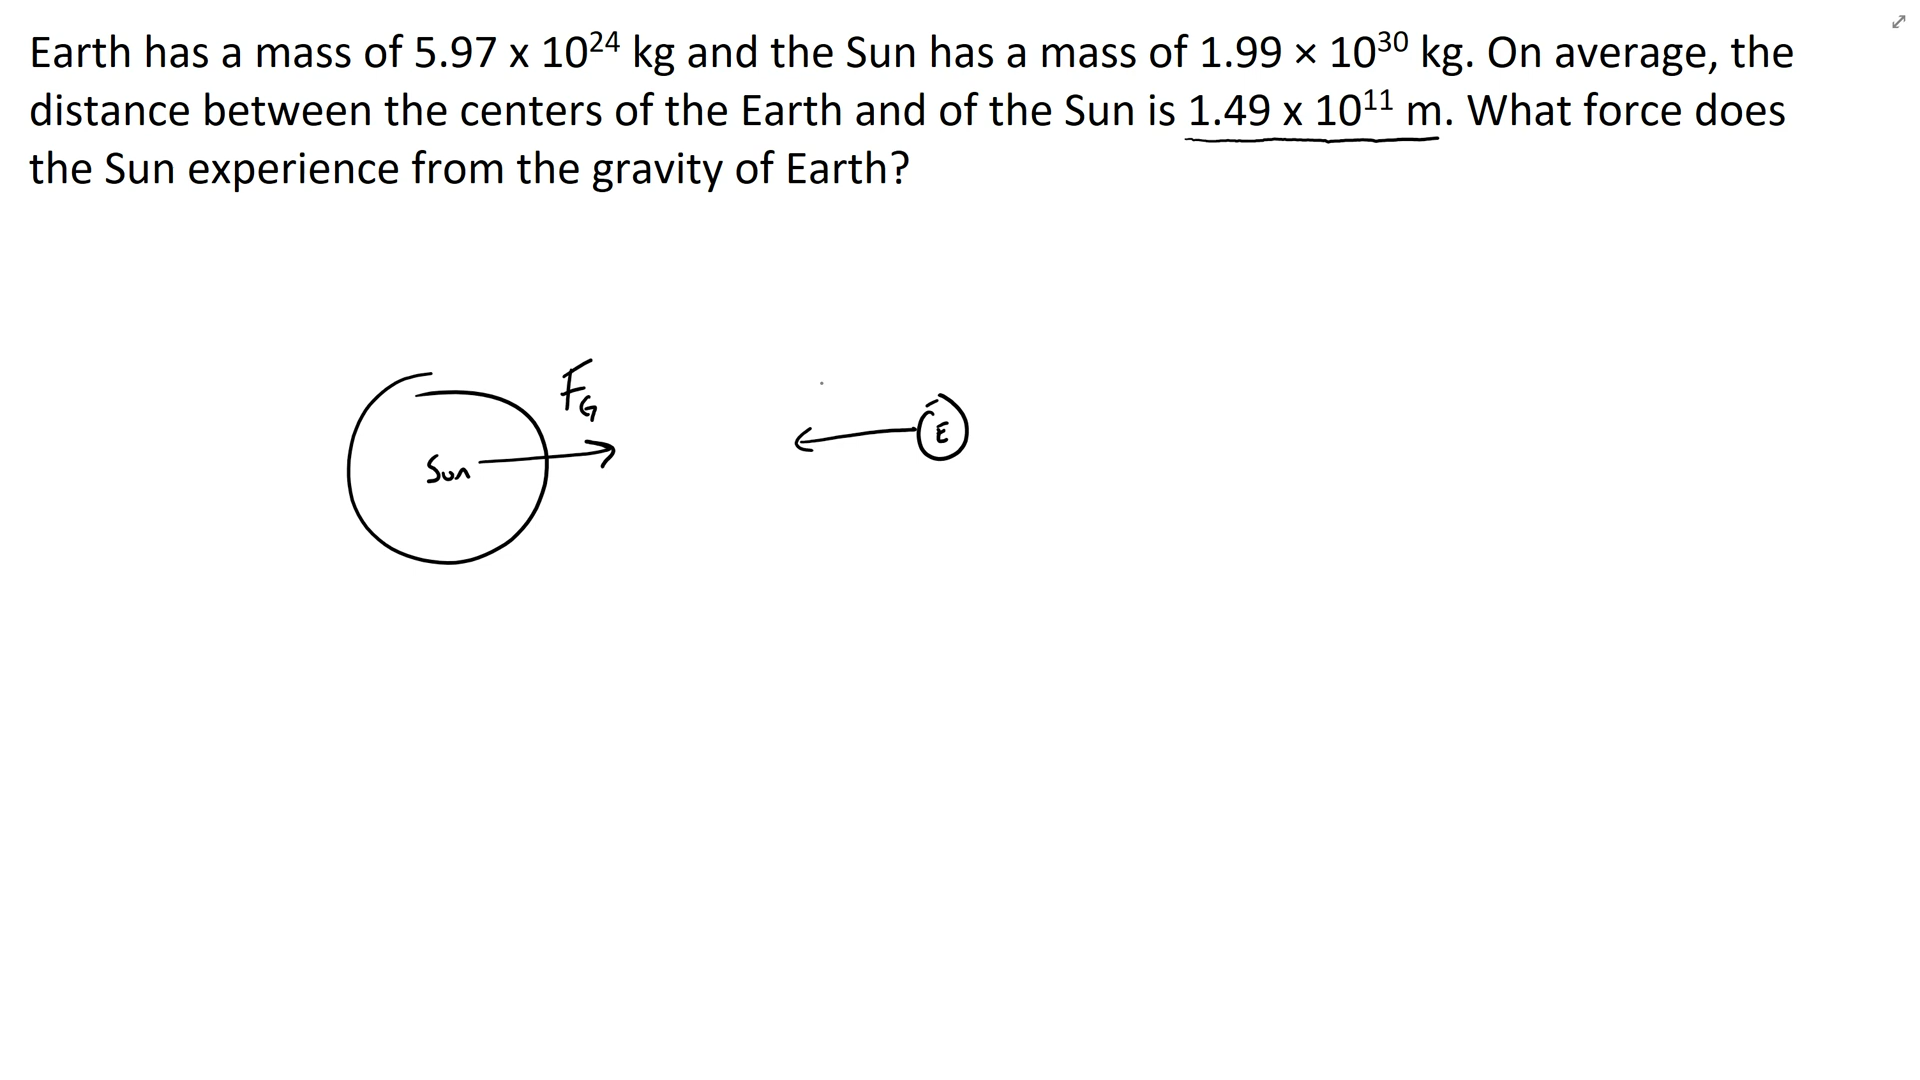 Earth has a mass of 5.97 x 10²⁴ kg and the Sun has a mass of 1.99 × 10³⁰ kg. On average, the
distance between the centers of the Earth and of the Sun is 1.49 x 10¹¹ m. What force does
the Sun experience from the gravity of Earth?
F_G
Sun
E